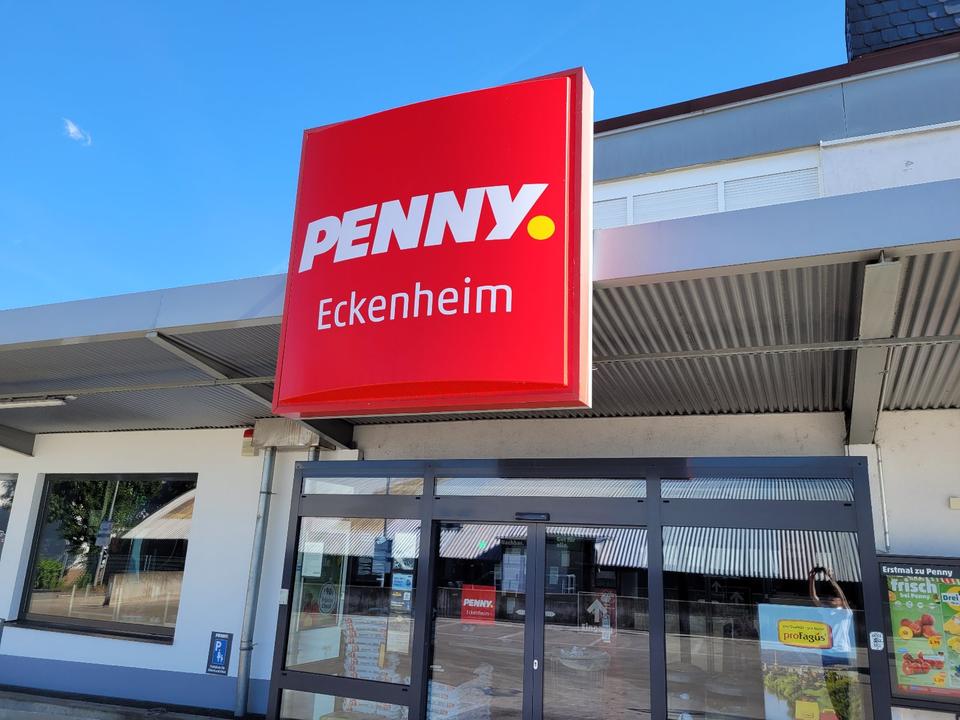 PENNY.
Eckenheim
PENNY.
Eckenheim
proFagus
Erstmal zu Penny
frisch
bei Penny
Drei
P